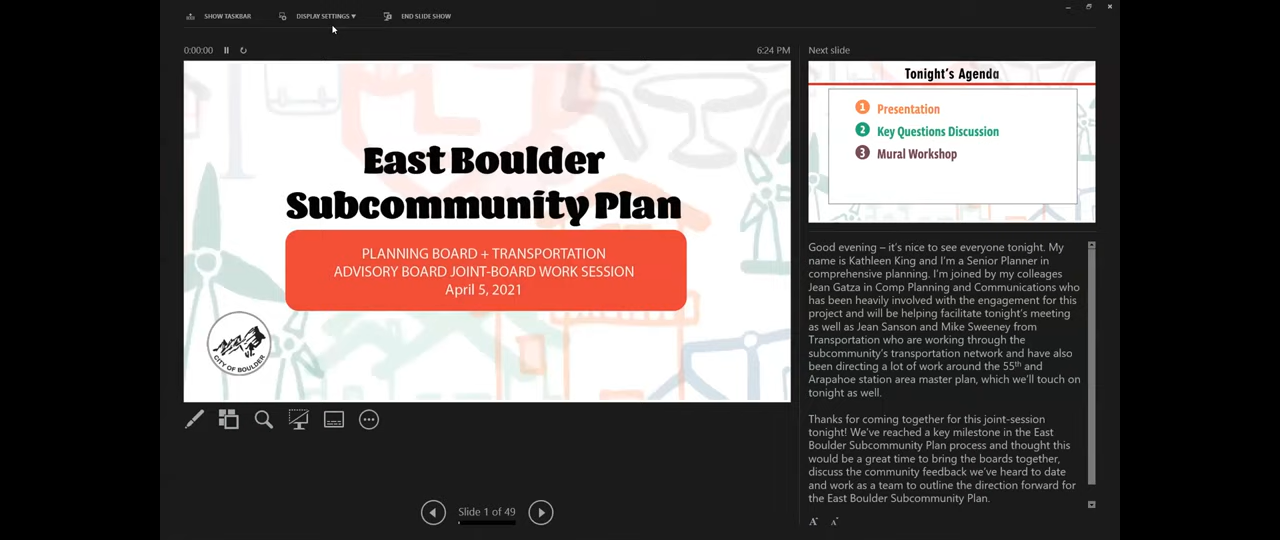 SHOW TASKBAR
DISPLAY SETTINGS ▼
END SLIDE SHOW
0:00:00
6:24 PM
East Boulder
Subcommunity Plan
PLANNING BOARD + TRANSPORTATION
ADVISORY BOARD JOINT-BOARD WORK SESSION
April 5, 2021
CITY OF BOULDER
Slide 1 of 49
Next slide
Tonight's Agenda
1 Presentation
2 Key Questions Discussion
3 Mural Workshop
Good evening – it's nice to see everyone tonight. My
name is Kathleen King and I'm a Senior Planner in
comprehensive planning. I'm joined by my colleages
Jean Gatza in Comp Planning and Communications who
has been heavily involved with the engagement for this
project and will be helping facilitate tonight's meeting
as well as Jean Sanson and Mike Sweeney from
Transportation who are working through the
subcommunity's transportation network and have also
been directing a lot of work around the 55th and
Arapahoe station area master plan, which we'll touch on
tonight as well.
Thanks for coming together for this joint-session
tonight! We've reached a key milestone in the East
Boulder Subcommunity Plan process and thought this
would be a great time to bring the boards together,
discuss the community feedback we've heard to date
and work as a team to outline the direction forward for
the East Boulder Subcommunity Plan.
A A